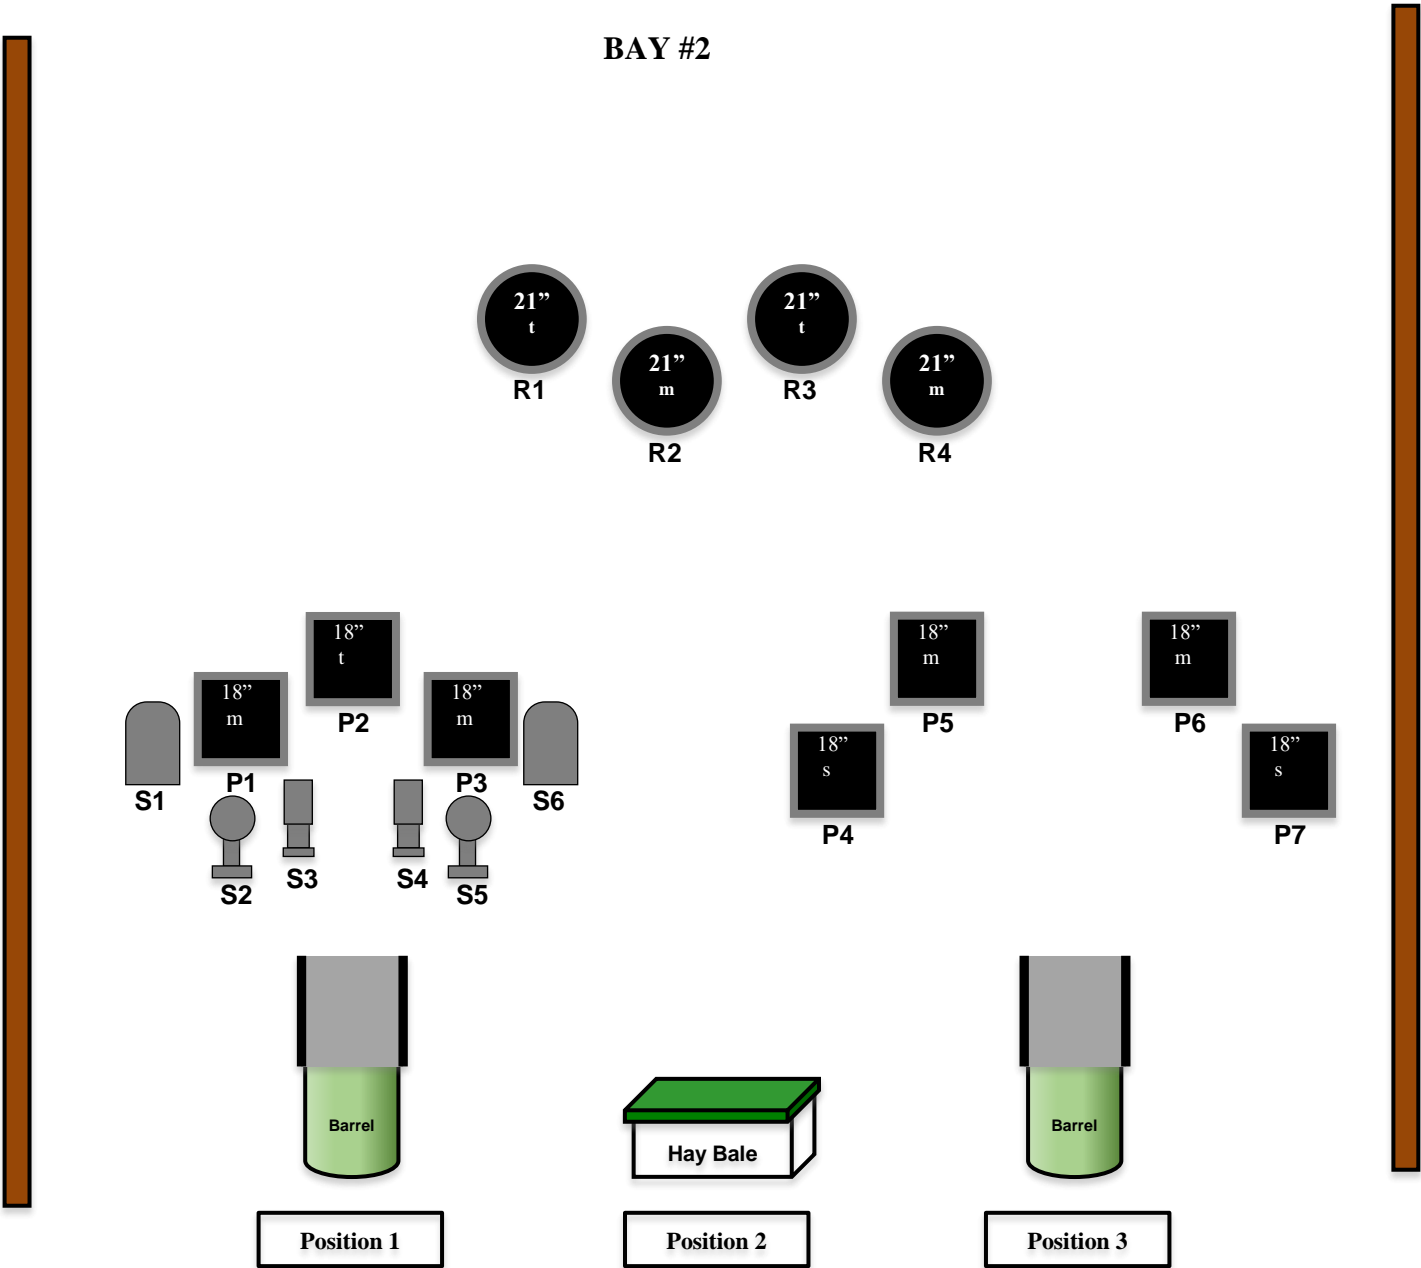 BAY #2
21”
t
R1
21”
m
R2
21”
t
R3
21”
m
R4
18”
m
P1
18”
t
P2
18”
m
P3
S1
S2
S3
S4
S5
S6
18”
s
P4
18”
m
P5
18”
m
P6
18”
s
P7
Barrel
Hay Bale
Barrel
Position 1
Position 2
Position 3